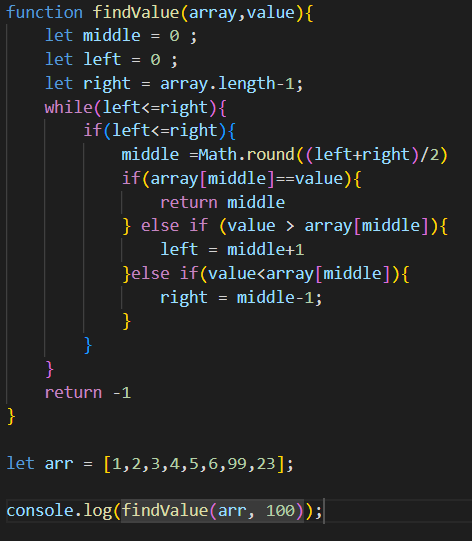 function findValue(array,value){
    let middle = 0 ;
    let left = 0 ;
    let right = array.length-1;
    while(left<=right){
        if(left<=right){
            middle =Math.round((left+right)/2)
            if(array[middle]==value){
                return middle
            } else if (value > array[middle]){
                left = middle+1
            }else if(value<array[middle]){
                right = middle-1;
            }
        }
    }
    return -1
}
let arr = [1,2,3,4,5,6,99,23];
console.log(findValue(arr, 100));